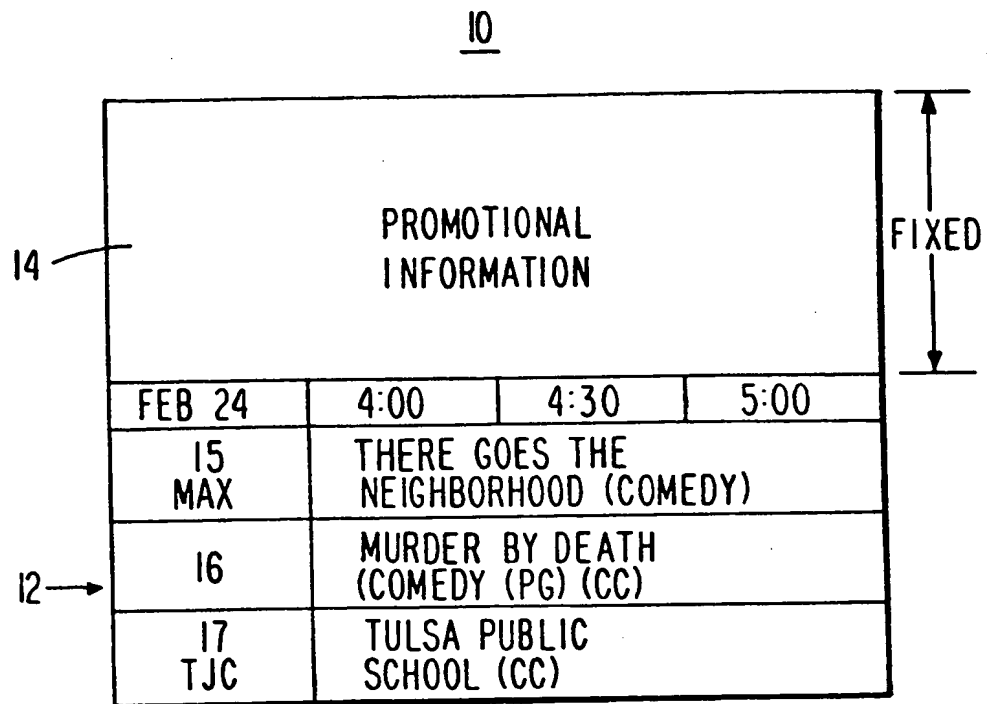 10
PROMOTIONAL
INFORMATION
14
FIXED
FEB 24 4:00 4:30 5:00
15
MAX
THERE GOES THE
NEIGHBORHOOD (COMEDY)
12
16
MURDER BY DEATH
(COMEDY (PG) (CC)
17
TJC
TULSA PUBLIC
SCHOOL (CC)